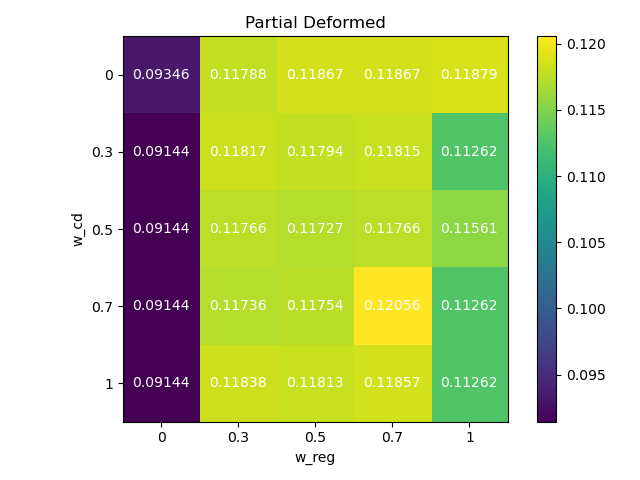 Partial Deformed
0 0.09346 0.11788 0.11867 0.11867 0.11879
0.3 0.09144 0.11817 0.11794 0.11815 0.11262
0.5 0.09144 0.11766 0.11727 0.11766 0.11561
0.7 0.09144 0.11736 0.11754 0.12056 0.11262
1 0.09144 0.11838 0.11813 0.11857 0.11262
w_cd
0 0.3 0.5 0.7 1
w_reg
0.120
0.115
0.110
0.105
0.100
0.095